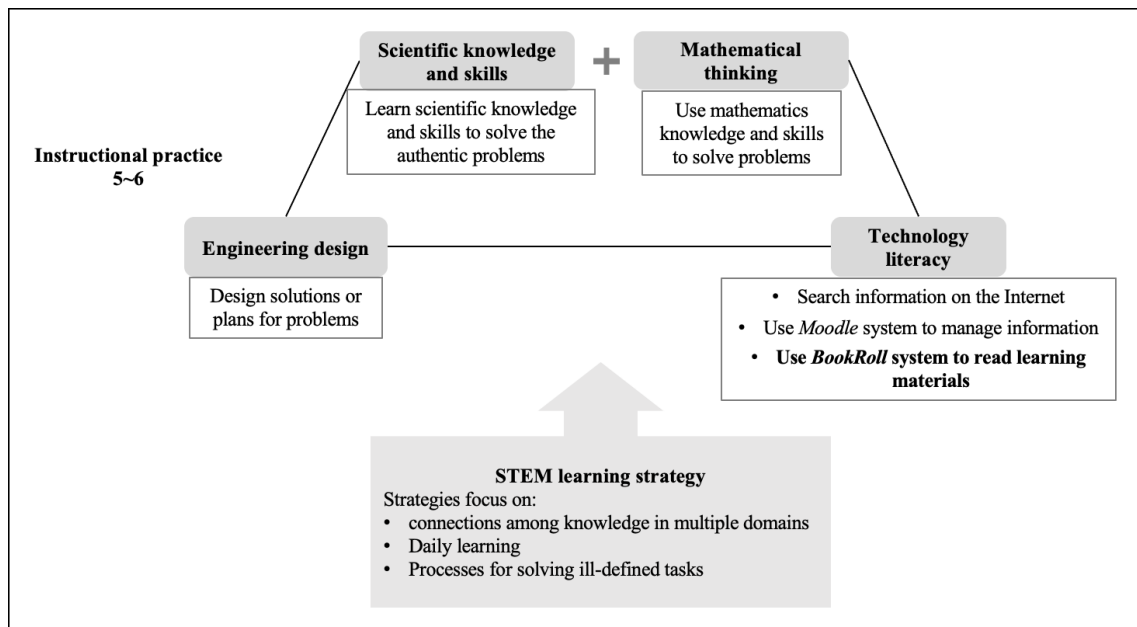 Scientific knowledge
and skills
+
Mathematical
thinking
Learn scientific knowledge
and skills to solve the
authentic problems
Use mathematics
knowledge and skills
to solve problems
Instructional practice
5~6
Engineering design
Technology
literacy
Design solutions or
plans for problems
• Search information on the Internet
• Use Moodle system to manage information
• Use BookRoll system to read learning
materials
STEM learning strategy
Strategies focus on:
• connections among knowledge in multiple domains
• Daily learning
• Processes for solving ill-defined tasks